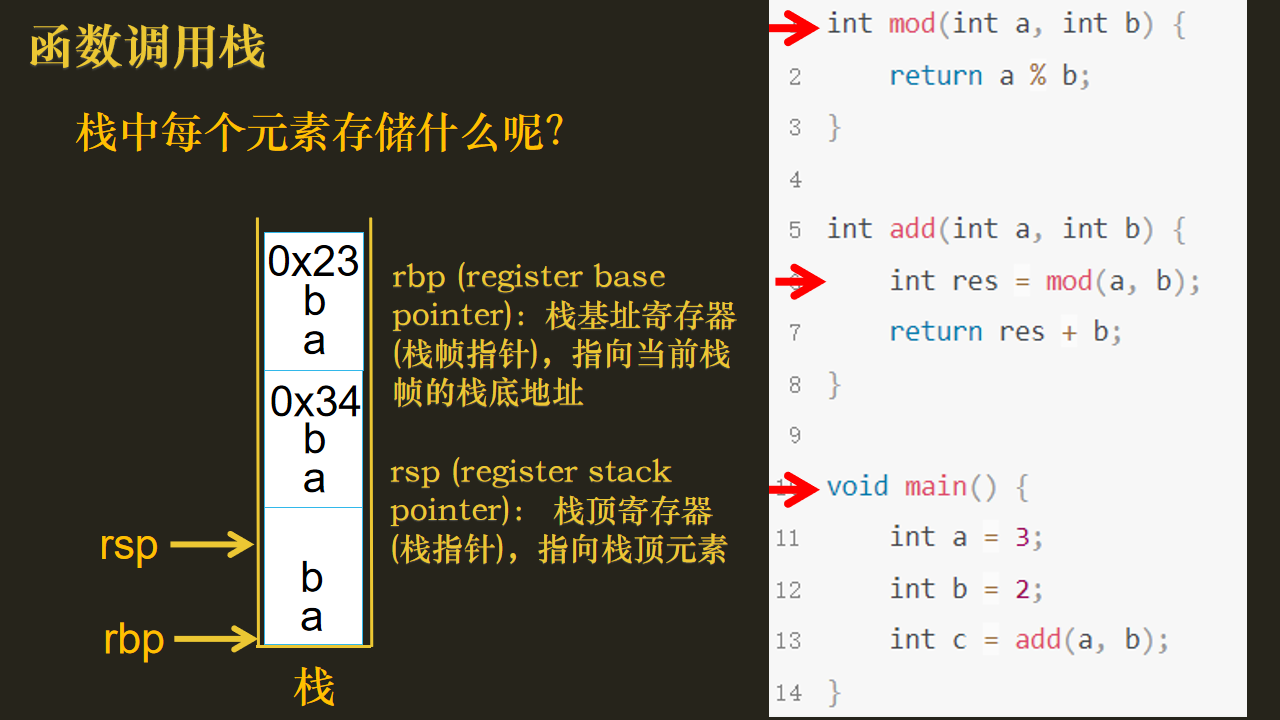 函数调用栈
栈中每个元素存储什么呢?
0x23
b
a
0x34
b
a
b
a
rsp
rbp
栈
rbp (register base
pointer)：栈基址寄存器
(栈帧指针)，指向当前栈
帧的栈底地址
rsp (register stack
pointer)： 栈顶寄存器
(栈指针)，指向栈顶元素
int mod(int a, int b) {
2 return a % b;
3 }
4
5 int add(int a, int b) {
int res = mod(a, b);
7 return res + b;
8 }
9
void main() {
11 int a = 3;
12 int b = 2;
13 int c = add(a, b);
14 }